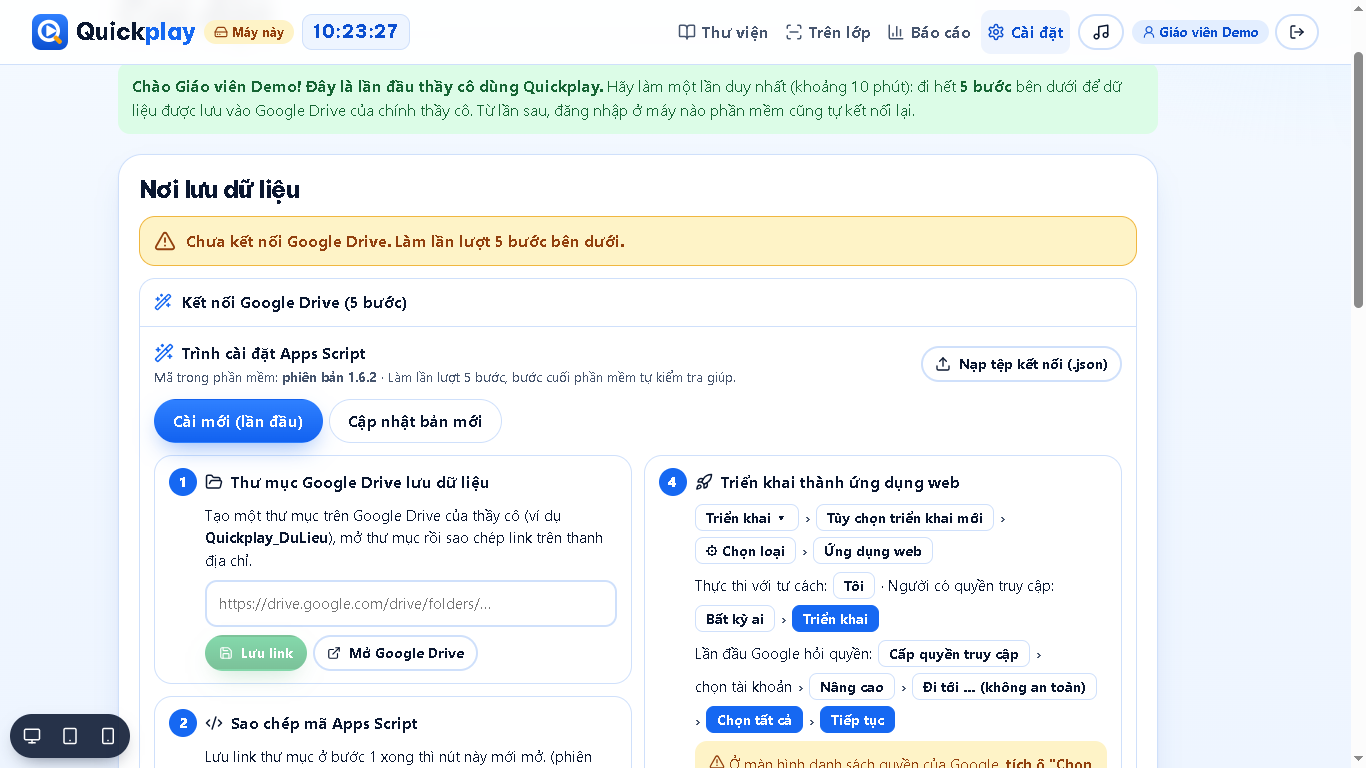 Quickplay
Máy này
10:23:27
Thư viện
Trên lớp
Báo cáo
Cài đặt
Giáo viên Demo
Chào Giáo viên Demo! Đây là lần đầu thầy cô dùng Quickplay. Hãy làm một lần duy nhất (khoảng 10 phút): đi hết 5 bước bên dưới để dữ
liệu được lưu vào Google Drive của chính thầy cô. Từ lần sau, đăng nhập ở máy nào phần mềm cũng tự kết nối lại.
Nơi lưu dữ liệu
Chưa kết nối Google Drive. Làm lần lượt 5 bước bên dưới.
Kết nối Google Drive (5 bước)
Trình cài đặt Apps Script
Mã trong phần mềm: phiên bản 1.6.2 · Làm lần lượt 5 bước, bước cuối phần mềm tự kiểm tra giúp.
Nạp tệp kết nối (.json)
Cài mới (lần đầu)
Cập nhật bản mới
1 Thư mục Google Drive lưu dữ liệu
Tạo một thư mục trên Google Drive của thầy cô (ví dụ
Quickplay_DuLieu), mở thư mục rồi sao chép link trên thanh
địa chỉ.
https://drive.google.com/drive/folders/...
Lưu link
Mở Google Drive
2 </> Sao chép mã Apps Script
Lưu link thư mục ở bước 1 xong thì nút này mới mở. (phiên
4 Triển khai thành ứng dụng web
Triển khai ▾ › Tùy chọn triển khai mới ›
⚙ Chọn loại › Ứng dụng web
Thực thi với tư cách: Tôi · Người có quyền truy cập:
Bất kỳ ai › Triển khai
Lần đầu Google hỏi quyền: Cấp quyền truy cập ›
chọn tài khoản › Nâng cao › Đi tới ... (không an toàn)
› Chọn tất cả › Tiếp tục
Ở màn hình danh sách quyền của Google, tích ô "Chọn